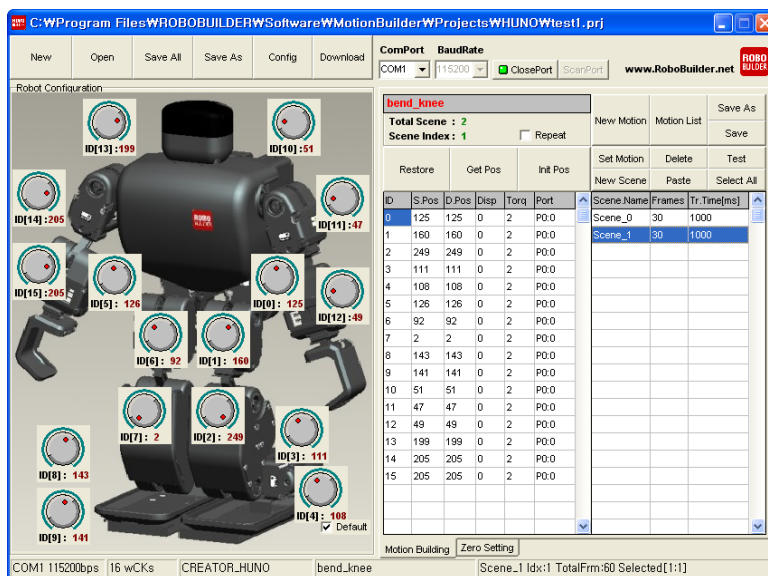 C:₩Program Files₩ROBOBUILDER₩Software₩MotionBuilder₩Projects₩HUNO₩test1.prj
New Open Save All Save As Config Download
ComPort BaudRate
COM1 115200 ClosePort ScanPort www.RoboBuilder.net ROBO BUILDER
Robot Configuration
ID[13] :199
ID[10] :51
ID[14] :205
ROBO BUILDER
ID[11] :47
ID[15] :205
ID[5] : 126
ID[0] : 125
ID[12] :49
ID[6] : 92
ID[1] : 160
ID[7] : 2
ID[2] : 249
ID[3] : 111
ID[8] : 143
ID[4] : 108
ID[9] : 141
Default
bend_knee
Total Scene : 2
Scene Index : 1 Repeat
New Motion Motion List Save As
Save
Restore Get Pos Init Pos
Set Motion Delete Test
New Scene Paste Select All
ID S.Pos D.Pos Disp Torq Port
0 125 125 0 2 P0:0
1 160 160 0 2 P0:0
2 249 249 0 2 P0:0
3 111 111 0 2 P0:0
4 108 108 0 2 P0:0
5 126 126 0 2 P0:0
6 92 92 0 2 P0:0
7 2 2 0 2 P0:0
8 143 143 0 2 P0:0
9 141 141 0 2 P0:0
10 51 51 0 2 P0:0
11 47 47 0 2 P0:0
12 49 49 0 2 P0:0
13 199 199 0 2 P0:0
14 205 205 0 2 P0:0
15 205 205 0 2 P0:0
Scene.Name Frames Tr.Time[ms]
Scene_0 30 1000
Scene_1 30 1000
Motion Building Zero Setting
COM1 115200bps 16 wCKs CREATOR_HUNO bend_knee Scene_1 Idx:1 TotalFrm:60 Selected[1:1]